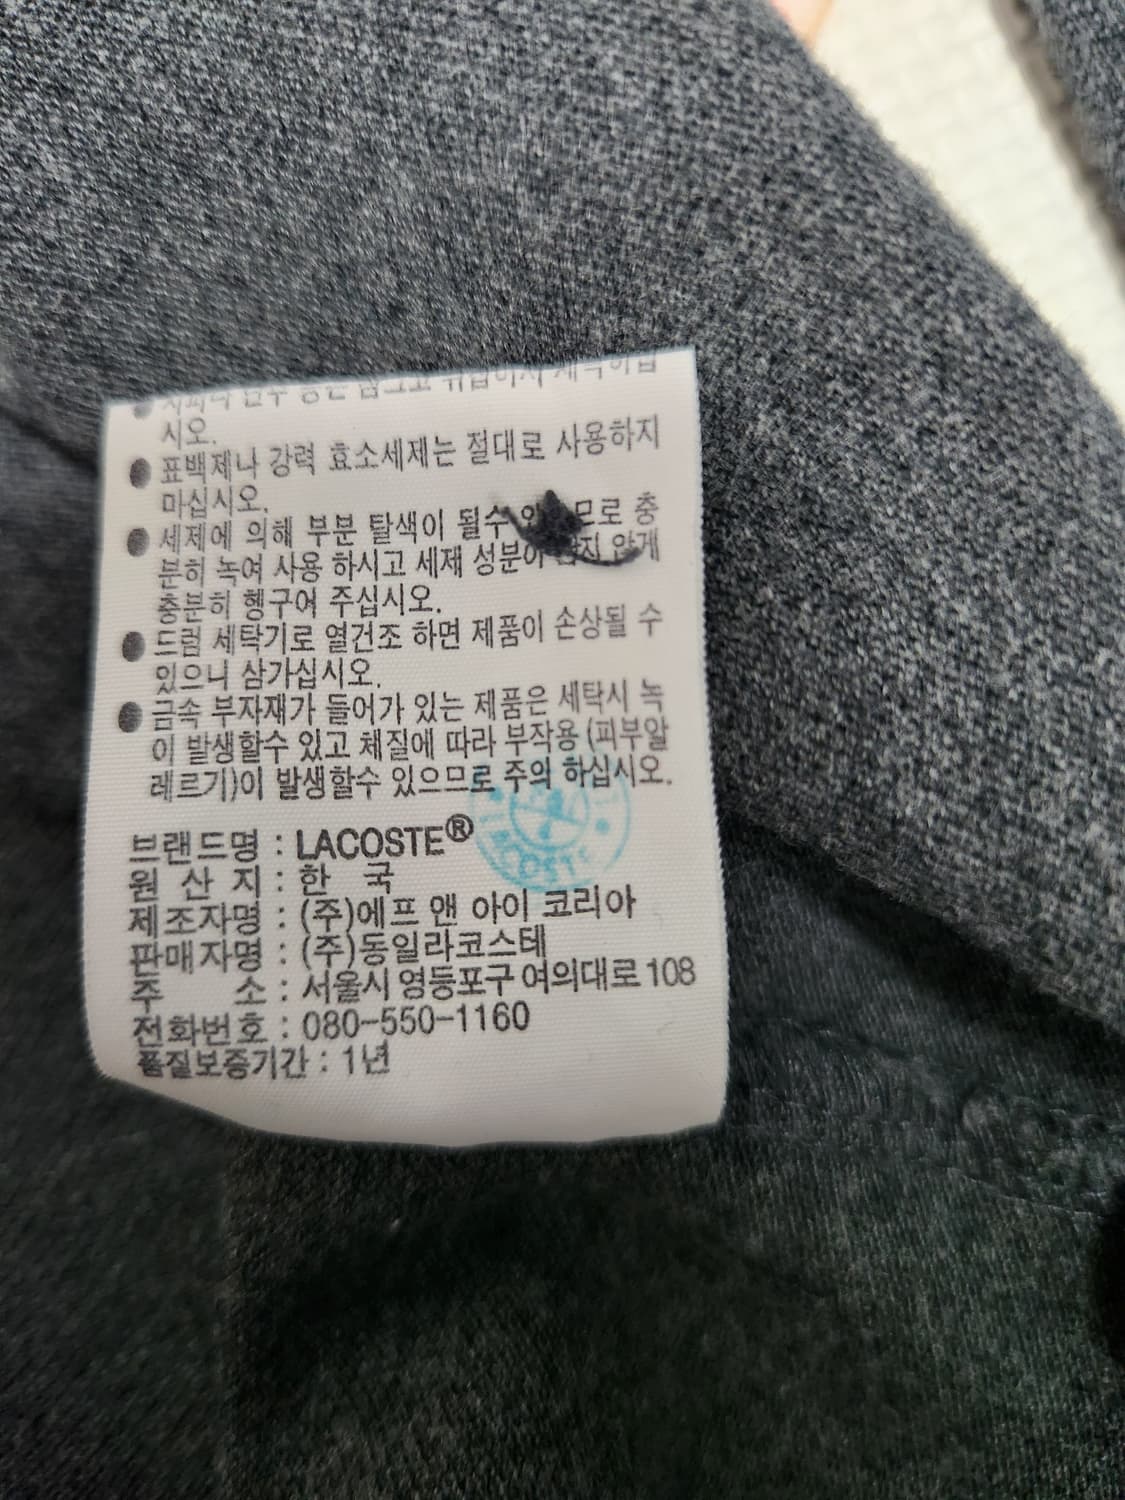 시오.
표백제나 강력 효소세제는 절대로 사용하지
마십시오.
세제에 의해 부분 탈색이 될수 므로 충
분히 녹여 사용 하시고 세재 성분이 않게
충분히 헹구어 주십시오.
드럼 세탁기로 열건조 하면 제품이 손상될 수
있으니 삼가십시오.
금속 부자재가 들어가 있는 제품은 세탁시 녹
이 발생할수 있고 체질에 따라 부작용 (피부알
레르기)이 발생할수 있으므로 주의 하십시오.
브랜드명 : LACOSTE®
원 산 지 : 한 국
제조자명 : (주)에프 앤 아이 코리아
판매자명 : (주)동일라코스테
주 소 : 서울시 영등포구 여의대로 108
전화번호 : 080-550-1160
품질보증기간 : 1년